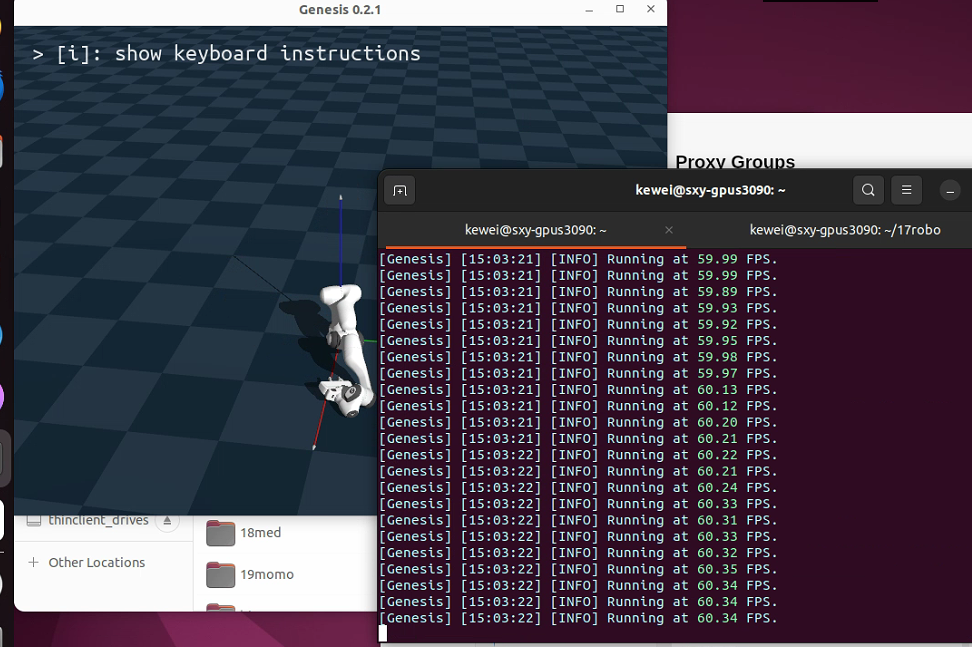 Genesis 0.2.1
> [i]: show keyboard instructions
Proxy Groups
kewei@sxy-gpus3090: ~
kewei@sxy-gpus3090: ~
kewei@sxy-gpus3090: ~/17robo
[Genesis] [15:03:21] [INFO] Running at 59.99 FPS.
[Genesis] [15:03:21] [INFO] Running at 59.99 FPS.
[Genesis] [15:03:21] [INFO] Running at 59.89 FPS.
[Genesis] [15:03:21] [INFO] Running at 59.93 FPS.
[Genesis] [15:03:21] [INFO] Running at 59.92 FPS.
[Genesis] [15:03:21] [INFO] Running at 59.95 FPS.
[Genesis] [15:03:21] [INFO] Running at 59.98 FPS.
[Genesis] [15:03:21] [INFO] Running at 59.97 FPS.
[Genesis] [15:03:21] [INFO] Running at 60.13 FPS.
[Genesis] [15:03:21] [INFO] Running at 60.12 FPS.
[Genesis] [15:03:21] [INFO] Running at 60.20 FPS.
[Genesis] [15:03:21] [INFO] Running at 60.21 FPS.
[Genesis] [15:03:22] [INFO] Running at 60.22 FPS.
[Genesis] [15:03:22] [INFO] Running at 60.21 FPS.
[Genesis] [15:03:22] [INFO] Running at 60.24 FPS.
[Genesis] [15:03:22] [INFO] Running at 60.33 FPS.
[Genesis] [15:03:22] [INFO] Running at 60.31 FPS.
[Genesis] [15:03:22] [INFO] Running at 60.33 FPS.
[Genesis] [15:03:22] [INFO] Running at 60.32 FPS.
[Genesis] [15:03:22] [INFO] Running at 60.35 FPS.
[Genesis] [15:03:22] [INFO] Running at 60.34 FPS.
[Genesis] [15:03:22] [INFO] Running at 60.34 FPS.
[Genesis] [15:03:22] [INFO] Running at 60.34 FPS.
thinclient_drives
18med
Other Locations
19momo